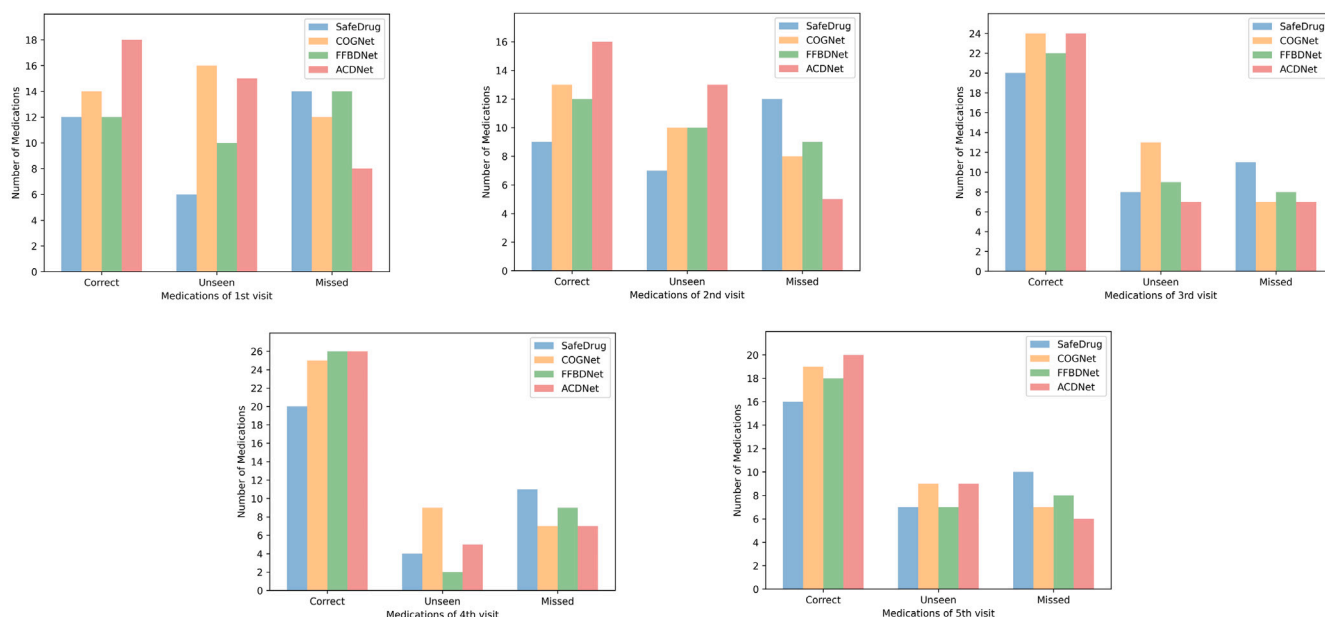 18
16
14
12
10
8
6
4
2
0
Number of Medications
SafeDrug
COGNet
FFBDNet
ACDNet
Correct
Unseen
Missed
Medications of 1st visit
16
14
12
10
8
6
4
2
0
Number of Medications
SafeDrug
COGNet
FFBDNet
ACDNet
Correct
Unseen
Missed
Medications of 2nd visit
24
22
20
18
16
14
12
10
8
6
4
2
0
Number of Medications
SafeDrug
COGNet
FFBDNet
ACDNet
Correct
Unseen
Missed
Medications of 3rd visit
26
24
22
20
18
16
14
12
10
8
6
4
2
0
Number of Medications
SafeDrug
COGNet
FFBDNet
ACDNet
Correct
Unseen
Missed
Medications of 4th visit
20
18
16
14
12
10
8
6
4
2
0
Number of Medications
SafeDrug
COGNet
FFBDNet
ACDNet
Correct
Unseen
Missed
Medications of 5th visit